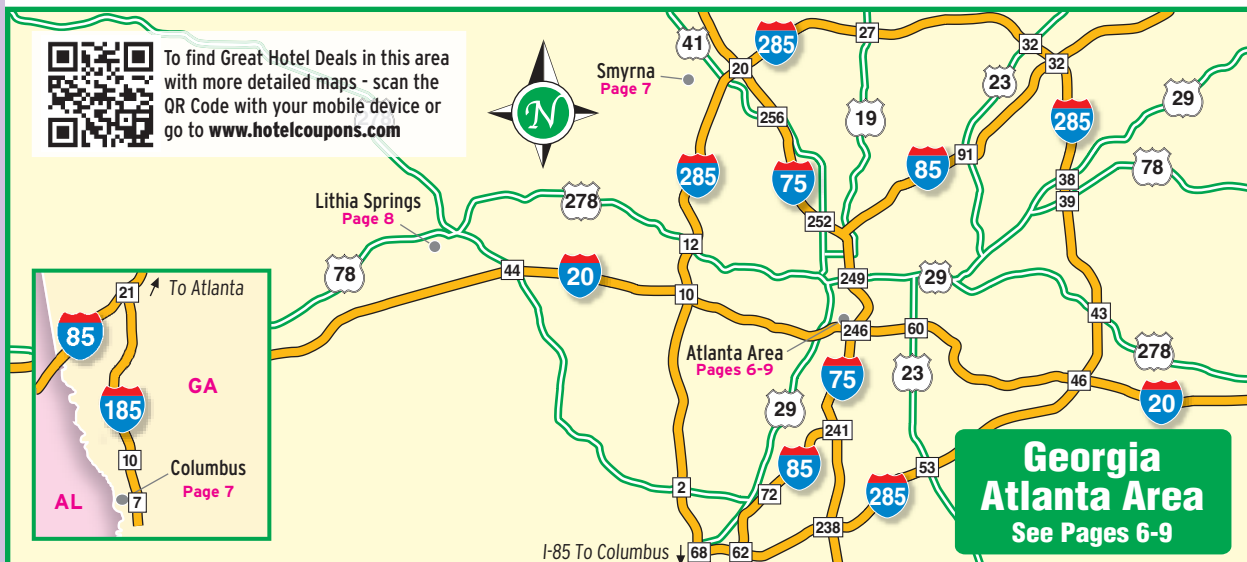 To find Great Hotel Deals in this area
with more detailed maps - scan the
QR Code with your mobile device or
go to www.hotelcoupons.com
278
N
41
285
27
32
32
20
Smyrna
Page 7
23
29
256
19
285
285
75
85
91
78
38
39
Lithia Springs
Page 8
278
252
12
78
44
20
10
249
29
43
246
60
Atlanta Area
Pages 6-9
75
23
278
46
20
29
241
85
72
2
53
285
238
68
62
I-85 To Columbus
21
To Atlanta
85
GA
185
10
Columbus
Page 7
AL
7
Georgia
Atlanta Area
See Pages 6-9